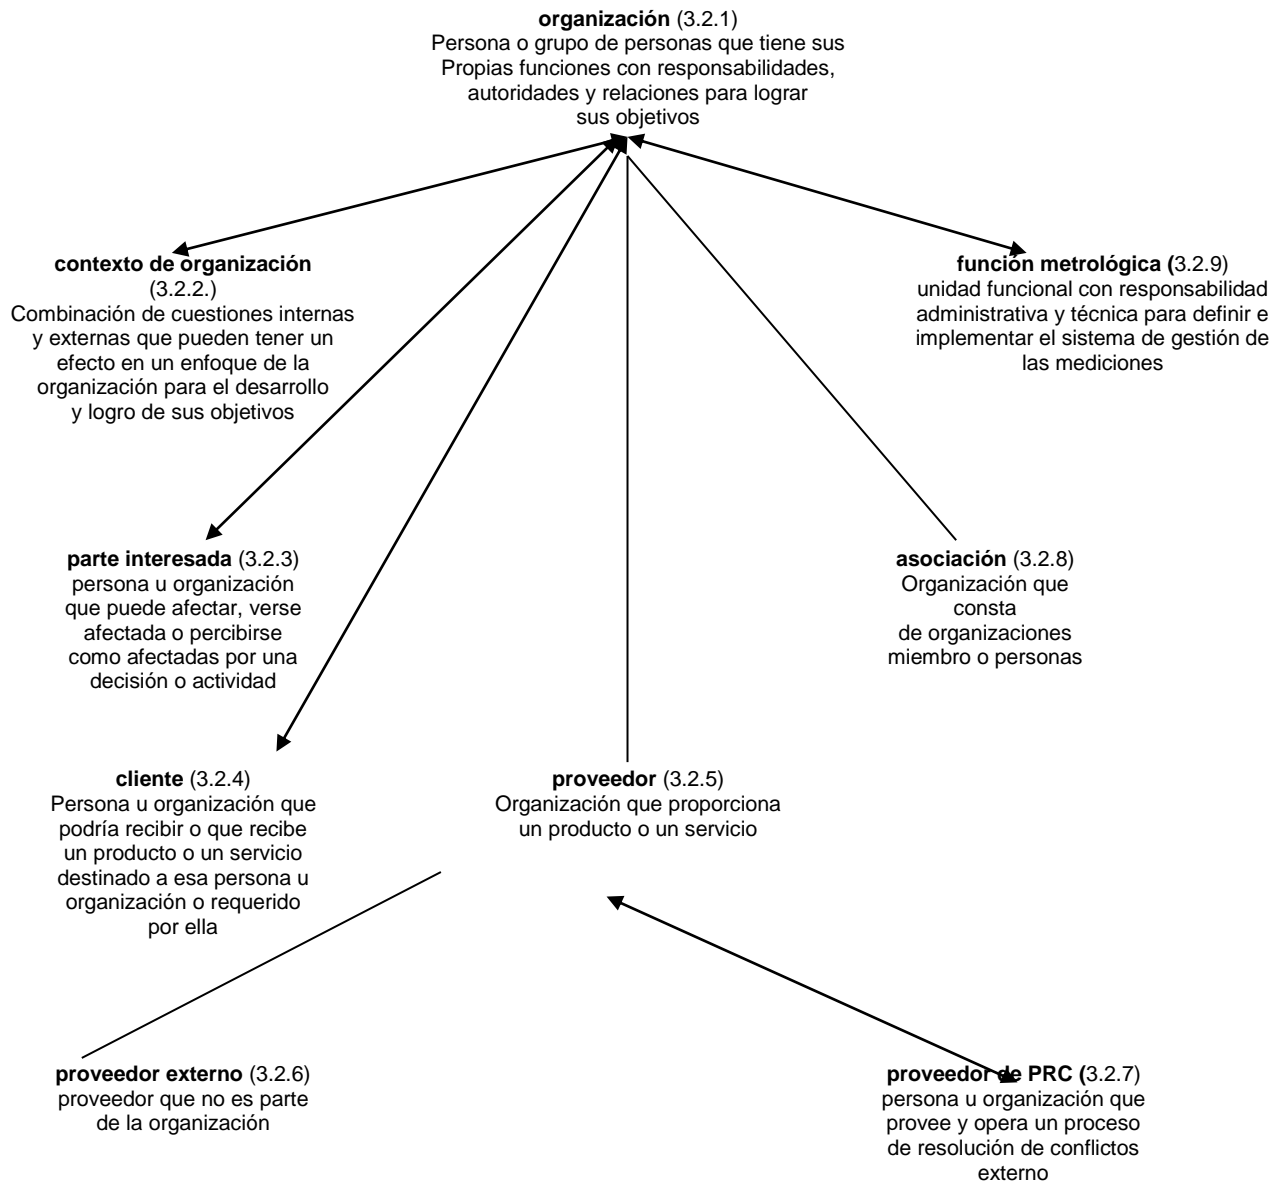 organización (3.2.1)
Persona o grupo de personas que tiene sus
Propias funciones con responsabilidades,
autoridades y relaciones para lograr
sus objetivos
contexto de organización
(3.2.2.)
Combinación de cuestiones internas
y externas que pueden tener un
efecto en un enfoque de la
organización para el desarrollo
y logro de sus objetivos
función metrológica (3.2.9)
unidad funcional con responsabilidad
administrativa y técnica para definir e
implementar el sistema de gestión de
las mediciones
parte interesada (3.2.3)
persona u organización
que puede afectar, verse
afectada o percibirse
como afectadas por una
decisión o actividad
asociación (3.2.8)
Organización que
consta
de organizaciones
miembro o personas
cliente (3.2.4)
Persona u organización que
podría recibir o que recibe
un producto o un servicio
destinado a esa persona u
organización o requerido
por ella
proveedor (3.2.5)
Organización que proporciona
un producto o un servicio
proveedor externo (3.2.6)
proveedor que no es parte
de la organización
proveedor de PRC (3.2.7)
persona u organización que
provee y opera un proceso
de resolución de conflictos
externo